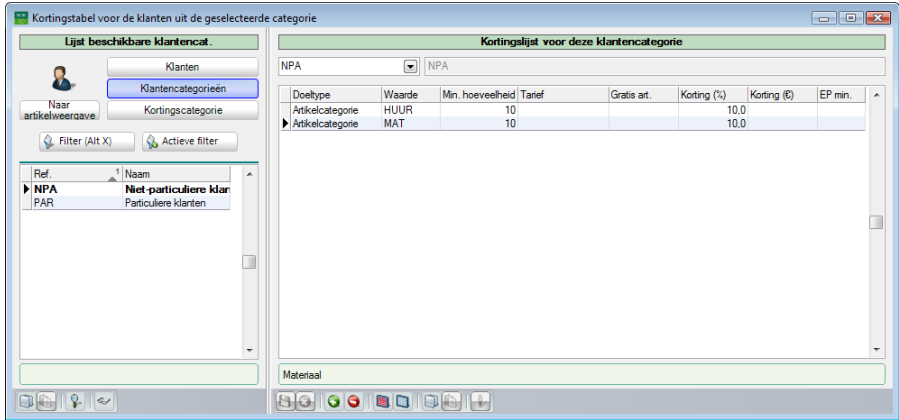 Kortingstabel voor de klanten uit de geselecteerde categorie
Lijst beschikbare klantencat.
Klanten
Klantencategorieën
Naar artikelweergave
Kortingscategorie
Filter (Alt X)
Actieve filter
Ref. 1 Naam
NPA Niet-particuliere klan
PAR Particuliere klanten
Kortingslijst voor deze klantencategorie
NPA NPA
Doeltype Waarde Min. hoeveelheid Tarief Gratis art. Korting (%) Korting (€) EP min.
Artikelcategorie HUUR 10 10,0
Artikelcategorie MAT 10 10,0
Materiaal